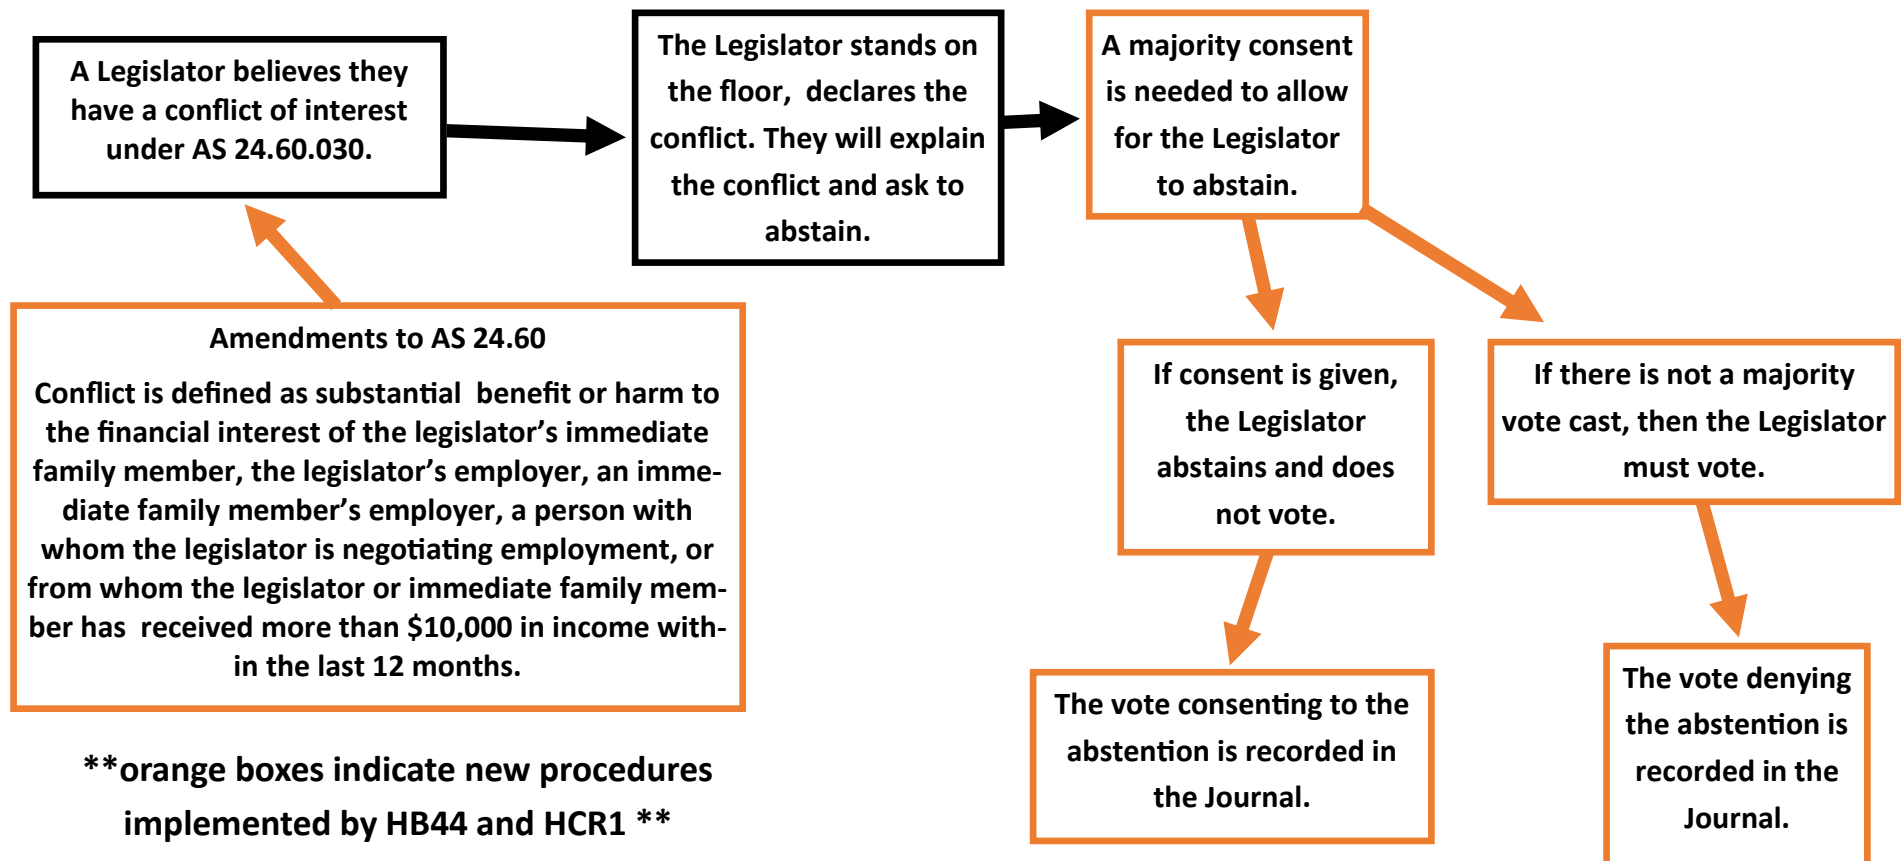 A Legislator believes they
have a conflict of interest
under AS 24.60.030.
The Legislator stands on
the floor, declares the
conflict. They will explain
the conflict and ask to
abstain.
A majority consent
is needed to allow
for the Legislator
to abstain.
Amendments to AS 24.60
Conflict is defined as substantial benefit or harm to
the financial interest of the legislator’s immediate
family member, the legislator’s employer, an imme-
diate family member’s employer, a person with
whom the legislator is negotiating employment, or
from whom the legislator or immediate family mem-
ber has received more than $10,000 in income with-
in the last 12 months.
If consent is given,
the Legislator
abstains and does
not vote.
If there is not a majority
vote cast, then the Legislator
must vote.
The vote consenting to the
abstention is recorded in
the Journal.
The vote denying
the abstention is
recorded in the
Journal.
**orange boxes indicate new procedures
implemented by HB44 and HCR1 **